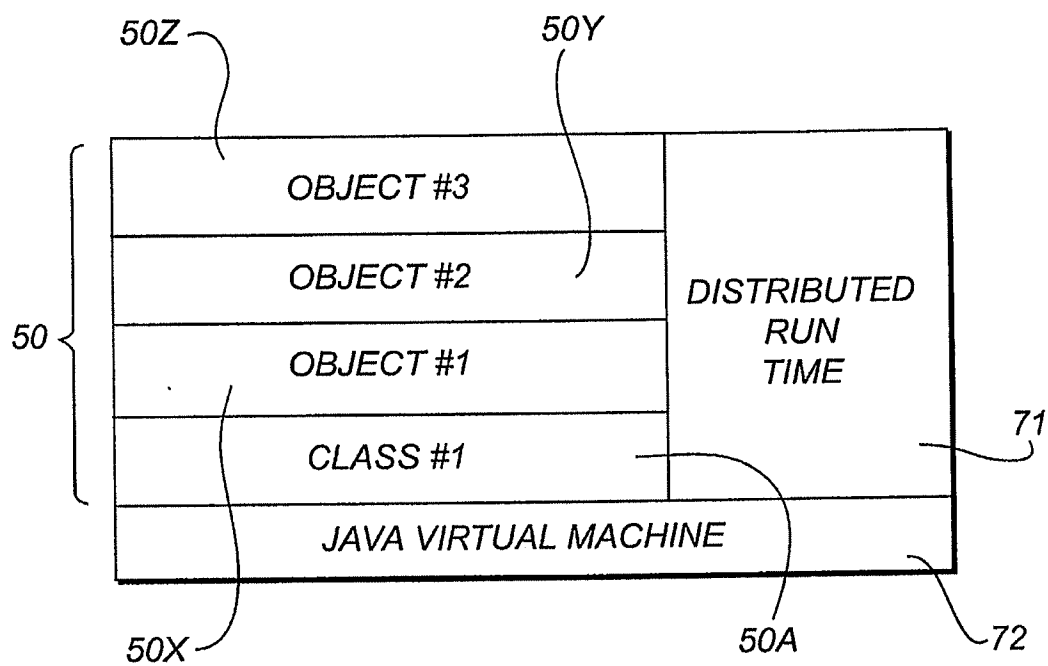 50Z
50Y
OBJECT #3
OBJECT #2
DISTRIBUTED
RUN
TIME
50
OBJECT #1
71
CLASS #1
JAVA VIRTUAL MACHINE
50X
50A
72